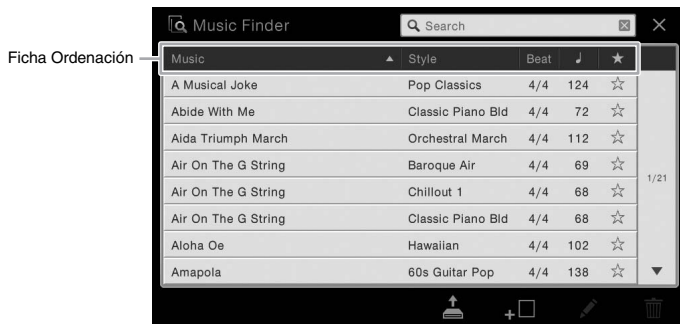 Music Finder
Search
Ficha Ordenación
Music Style Beat
A Musical Joke Pop Classics 4/4 124
Abide With Me Classic Piano Bld 4/4 72
Aida Triumph March Orchestral March 4/4 112
Air On The G String Baroque Air 4/4 69
1/21
Air On The G String Chillout 1 4/4 68
Air On The G String Classic Piano Bld 4/4 68
Aloha Oe Hawaiian 4/4 102
Amapola 60s Guitar Pop 4/4 138